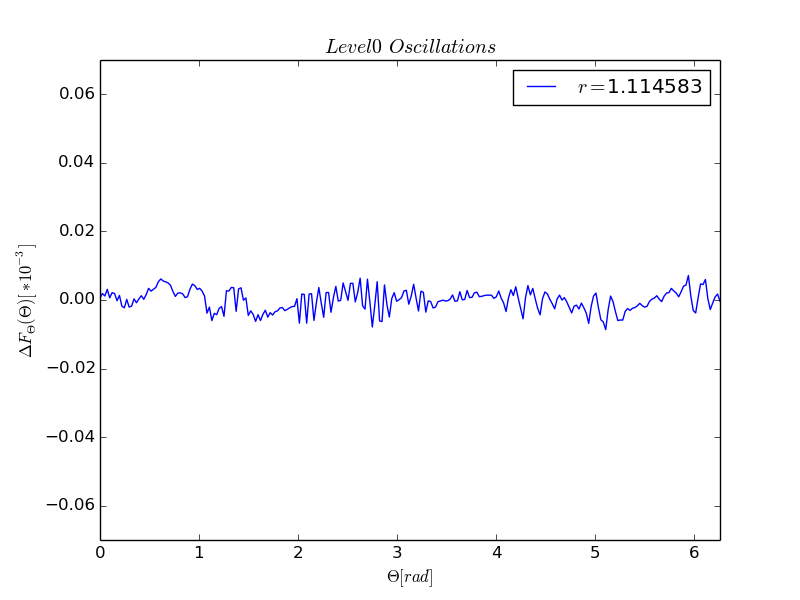 Level0 Oscillations
r=1.114583
0.06
0.04
0.02
0.00
−0.02
−0.04
−0.06
ΔF_Θ(Θ)[*10^{-3}]
0 1 2 3 4 5 6
Θ[rad]